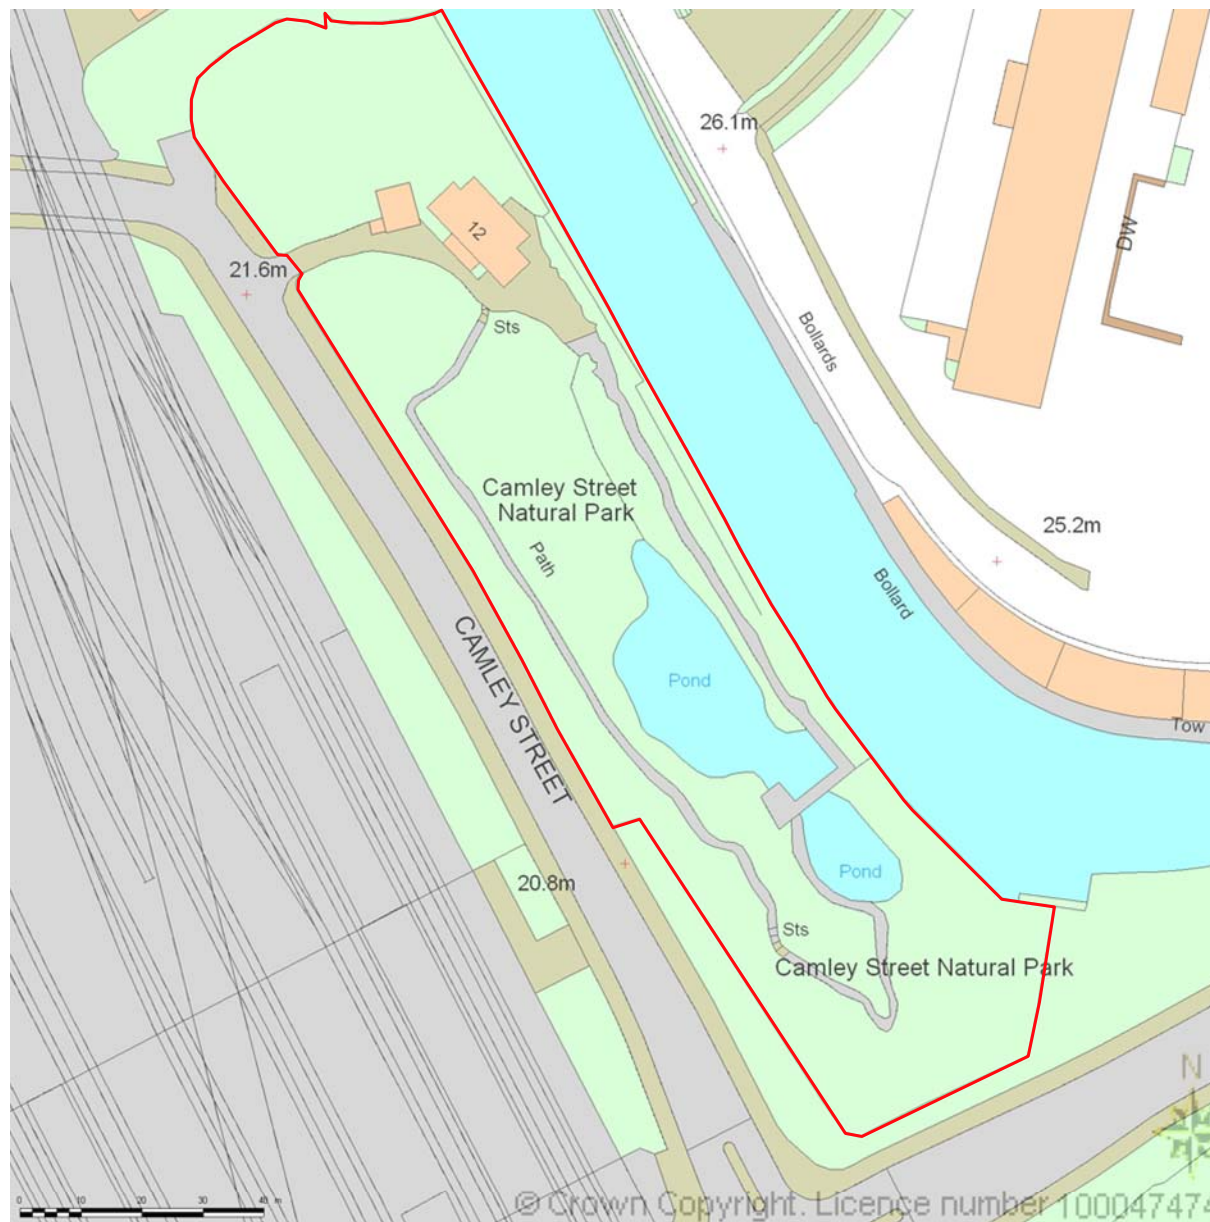 26.1m
12
DW
21.6m
Sts
Bollards
Camley Street
Natural Park
25.2m
Path
Bollard
CAMLEY STREET
Pond
Tow
Pond
20.8m
Sts
Camley Street Natural Park
N
0 10 20 30 40 m
© Crown Copyright. Licence number 100047474